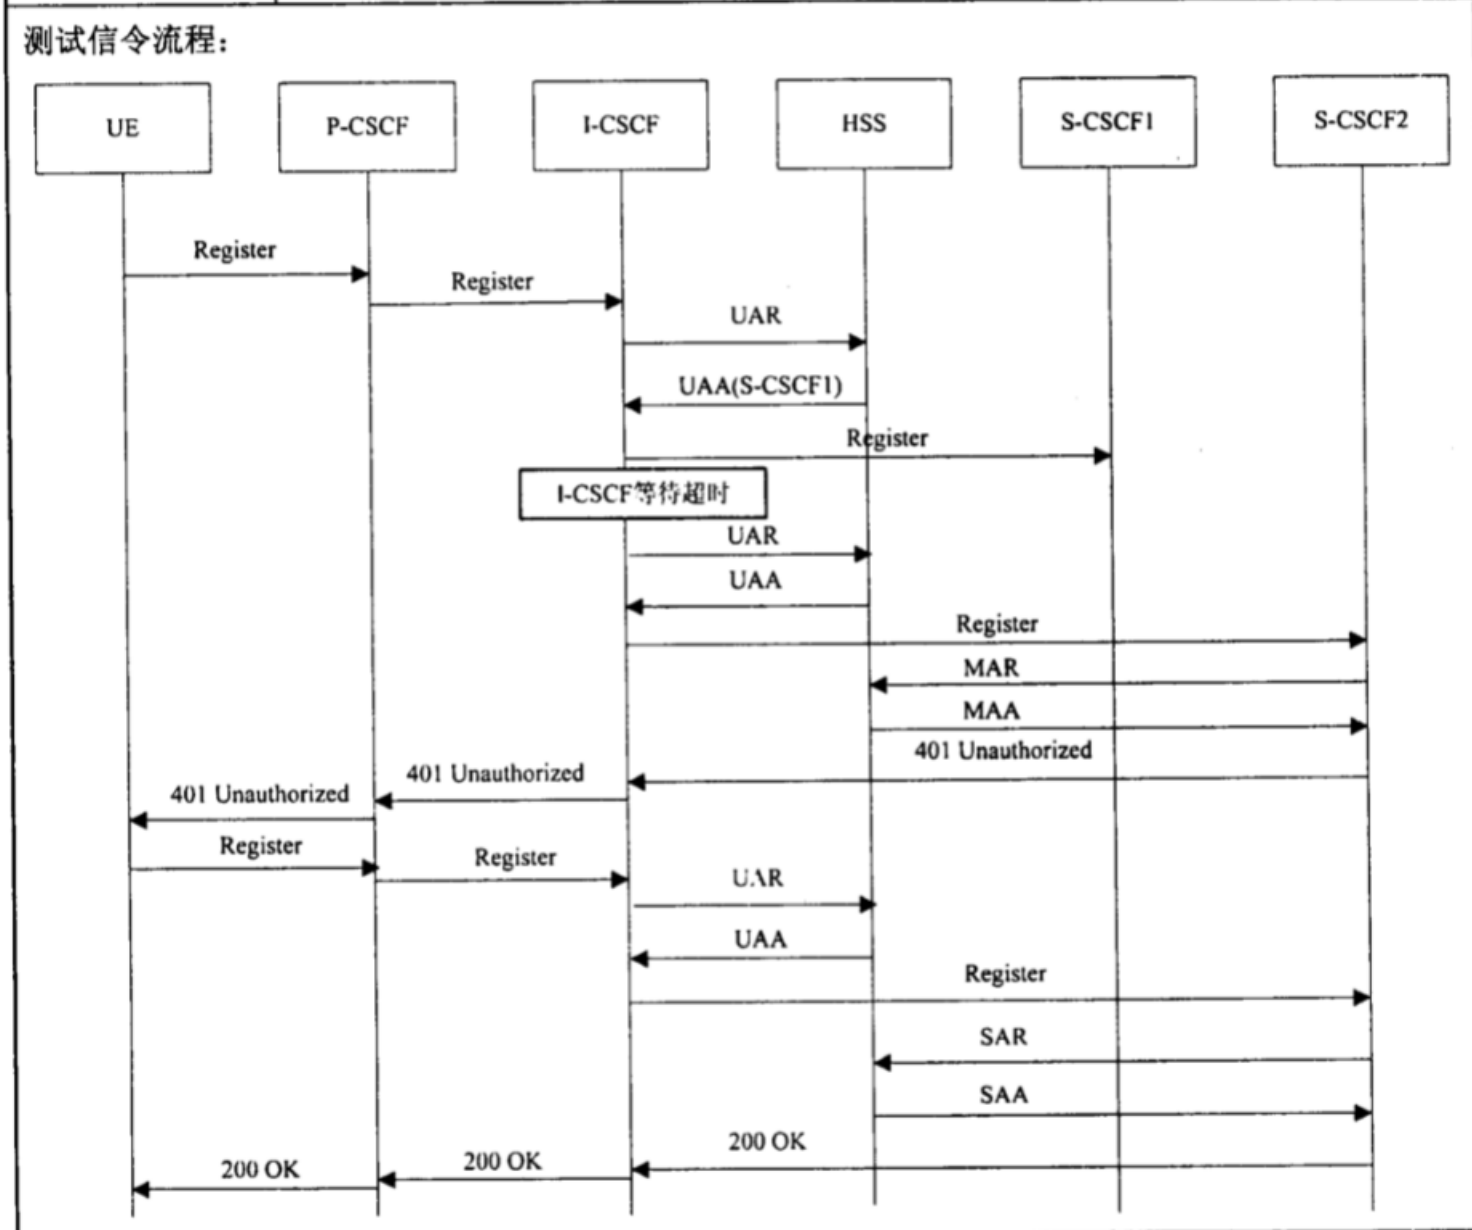 测试信令流程：
UE P-CSCF I-CSCF HSS S-CSCF1 S-CSCF2
Register
Register
UAR
UAA(S-CSCF1)
Register
I-CSCF等待超时
UAR
UAA
Register
MAR
MAA
401 Unauthorized
401 Unauthorized
401 Unauthorized
Register
Register
UAR
UAA
Register
SAR
SAA
200 OK
200 OK
200 OK